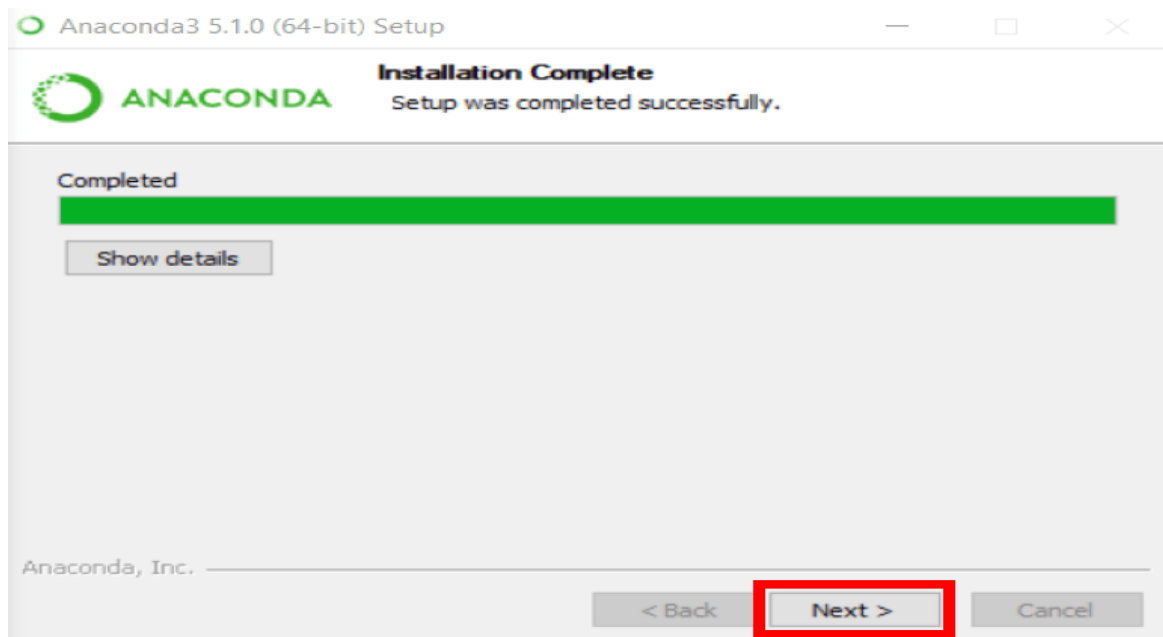 Anaconda3 5.1.0 (64-bit) Setup
ANACONDA
Installation Complete
Setup was completed successfully.
Completed
Show details
Anaconda, Inc.
< Back
Next >
Cancel